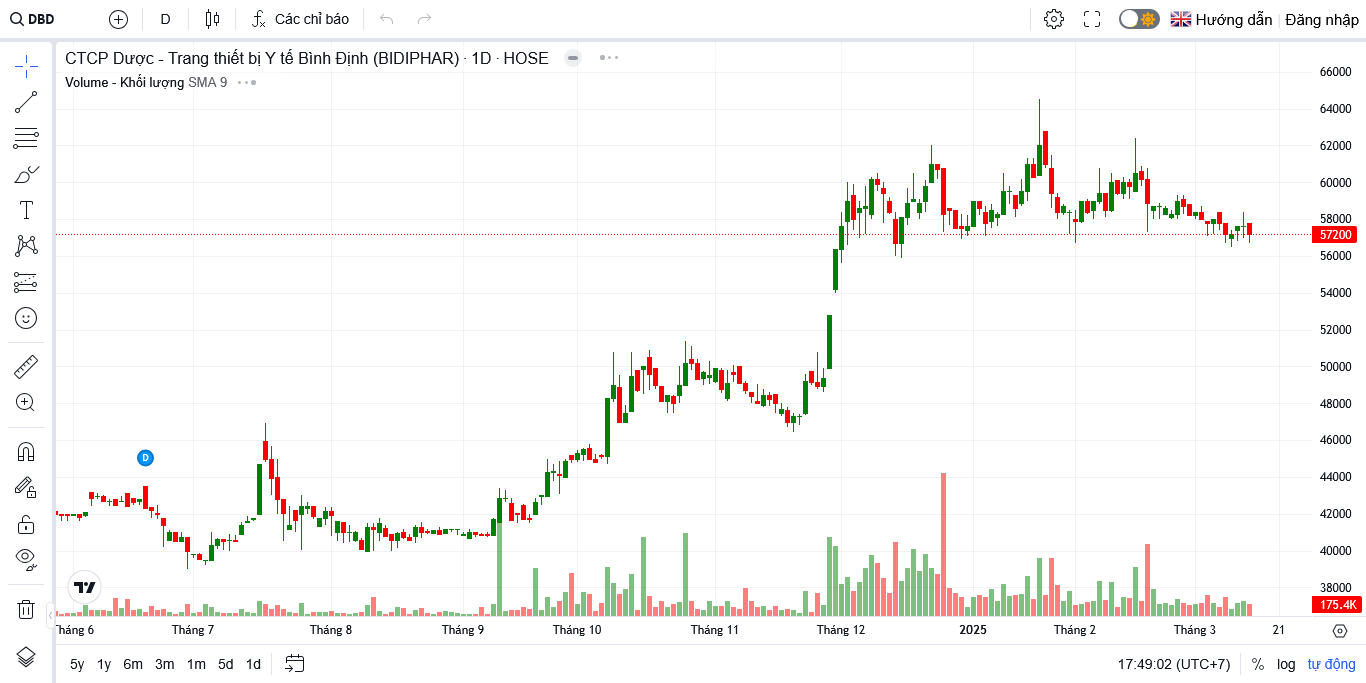 DBD D Các chỉ báo Hướng dẫn Đăng nhập
CTCP Dược - Trang thiết bị Y tế Bình Định (BIDIPHAR) · 1D · HOSE
Volume - Khối lượng SMA 9
66000
64000
62000
60000
58000
57200
56000
54000
52000
50000
48000
46000
D
44000
42000
40000
38000
175.4K
Tháng 6 Tháng 7 Tháng 8 Tháng 9 Tháng 10 Tháng 11 Tháng 12 2025 Tháng 2 Tháng 3 21
5y 1y 6m 3m 1m 5d 1d 17:49:02 (UTC+7) % log tự động